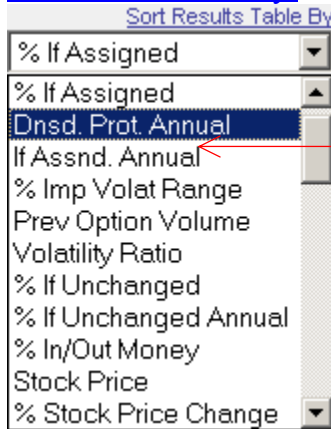 Sort Results Table By
% If Assigned
% If Assigned
Dnsd. Prot. Annual
If Assnd. Annual
% Imp Volat Range
Prev Option Volume
Volatility Ratio
% If Unchanged
% If Unchanged Annual
% In/Out Money
Stock Price
% Stock Price Change